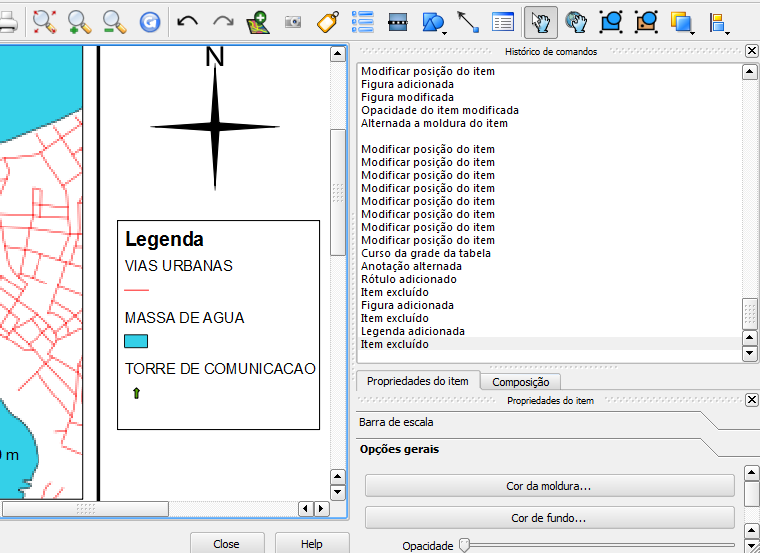 N
Legenda
VIAS URBANAS
MASSA DE AGUA
TORRE DE COMUNICACAO
m
Close
Help
Histórico de comandos
Modificar posição do item
Figura adicionada
Figura modificada
Opacidade do item modificada
Alternada a moldura do item
Modificar posição do item
Modificar posição do item
Modificar posição do item
Modificar posição do item
Modificar posição do item
Modificar posição do item
Modificar posição do item
Modificar posição do item
Curso da grade da tabela
Anotação alternada
Rótulo adicionado
Item excluído
Figura adicionada
Item excluído
Legenda adicionada
Item excluído
Propriedades do item
Composição
Propriedades do item
Barra de escala
Opções gerais
Cor da moldura...
Cor de fundo...
Opacidade